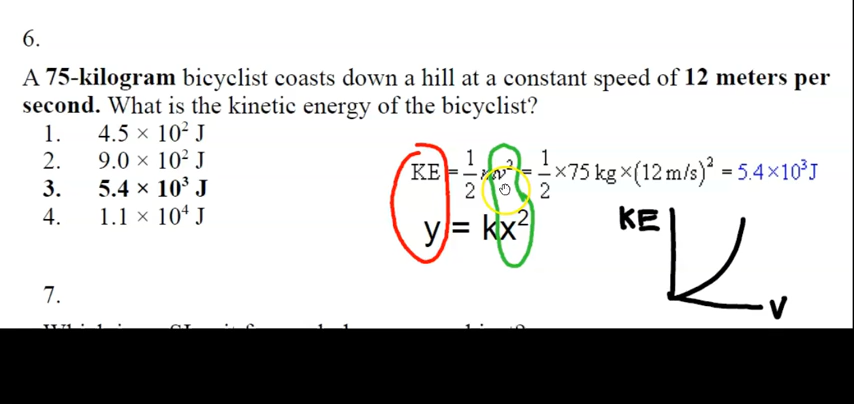 6.
A 75-kilogram bicyclist coasts down a hill at a constant speed of 12 meters per
second. What is the kinetic energy of the bicyclist?
1. 4.5 × 10² J
2. 9.0 × 10² J
3. 5.4 × 10³ J
4. 1.1 × 10⁴ J
KE = 1/2 mv² = 1/2 ×75 kg×(12 m/s)² = 5.4×10³J
y = kx²
KE
V
7.